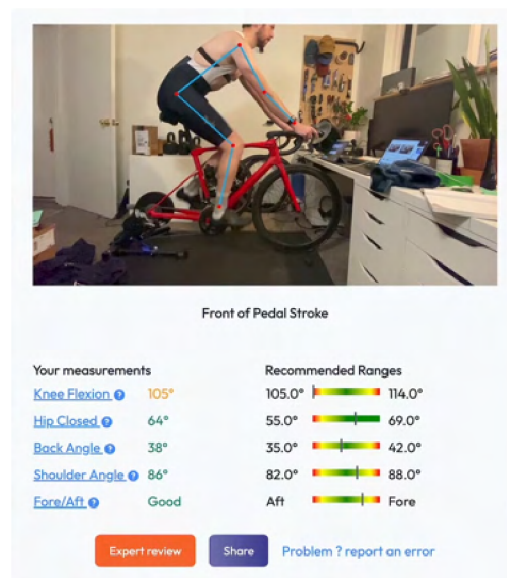 Front of Pedal Stroke
Your measurements
Recommended Ranges
Knee Flexion ? 105° 105.0° 114.0°
Hip Closed ? 64° 55.0° 69.0°
Back Angle ? 38° 35.0° 42.0°
Shoulder Angle ? 86° 82.0° 88.0°
Fore/Aft ? Good Aft Fore
Expert review Share Problem ? report an error